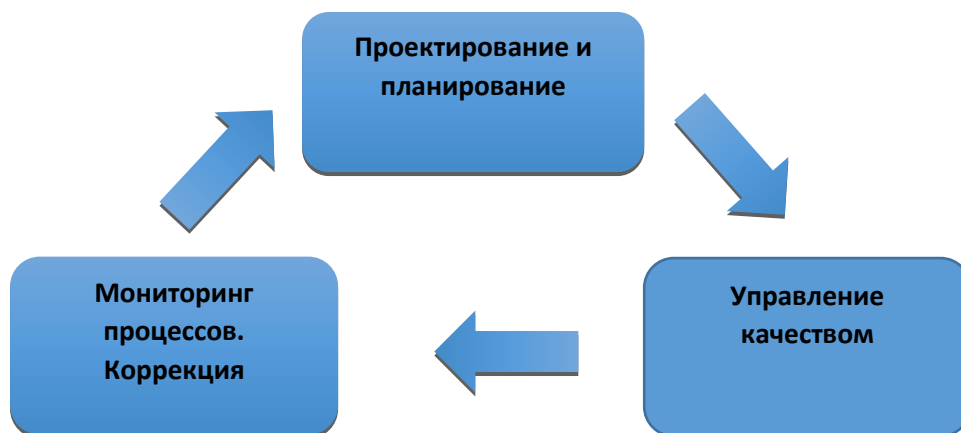 Проектирование и
планирование
Управление
качеством
Мониторинг
процессов.
Коррекция